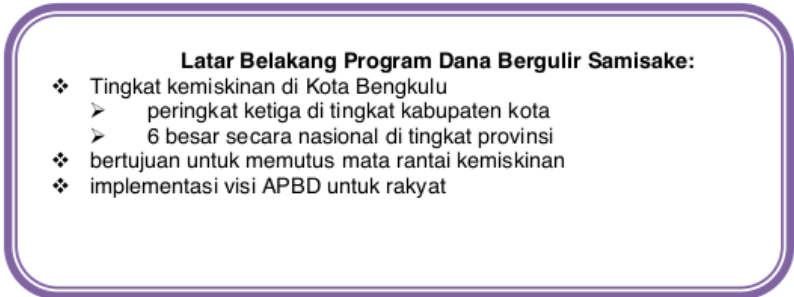 Latar Belakang Program Dana Bergulir Samisake:
❖ Tingkat kemiskinan di Kota Bengkulu
➢ peringkat ketiga di tingkat kabupaten kota
➢ 6 besar secara nasional di tingkat provinsi
❖ bertujuan untuk memutus mata rantai kemiskinan
❖ implementasi visi APBD untuk rakyat